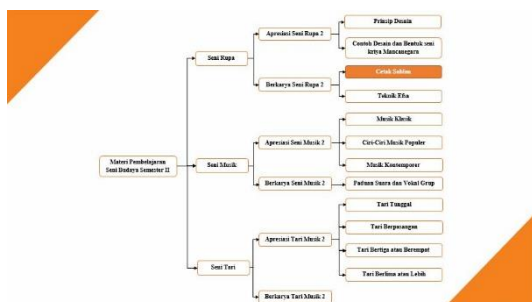 Prinsip Desain
Apresiasi Seni Rupa 2
Contoh Desain dan Bentuk seni
kriya Mancanegara
Seni Rupa
Cetak Sablon
Berkarya Seni Rupa 2
Teknik Etsa
Musik Klasik
Apresiasi Seni Musik 2
Ciri-Ciri Musik Populer
Materi Pembelajaran
Seni Budaya Semester II
Seni Musik
Musik Kontemporer
Berkarya Seni Musik 2
Paduan Suara dan Vokal Grup
Tari Tunggal
Apresiasi Tari Musik 2
Tari Berpasangan
Tari Bertiga atau Berempat
Seni Tari
Tari Berlima atau Lebih
Berkarya Tari Musik 2